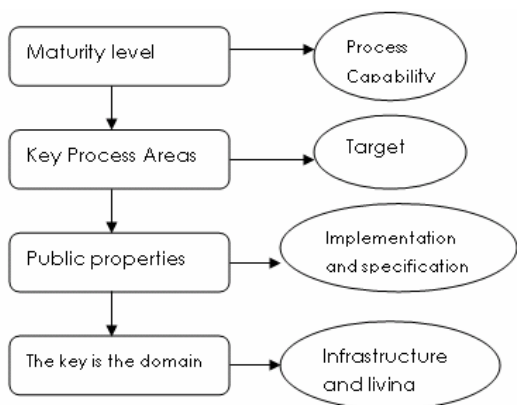 Maturity level
Process
Capability
Key Process Areas
Target
Public properties
Implementation
and specification
The key is the domain
Infrastructure
and living